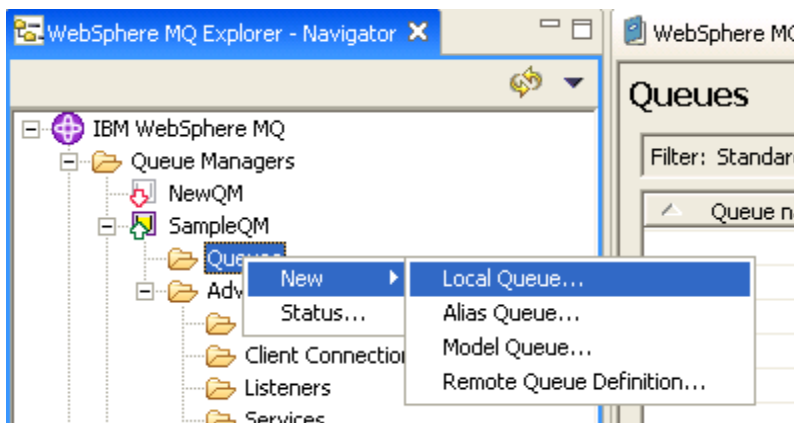 WebSphere MQ Explorer - Navigator
WebSphere MQ
Queues
IBM WebSphere MQ
Queue Managers
Filter: Standar
NewQM
Queue n
SampleQM
Queues
New
Local Queue...
Adv
Status...
Alias Queue...
Model Queue...
Client Connection
Remote Queue Definition...
Listeners
Services